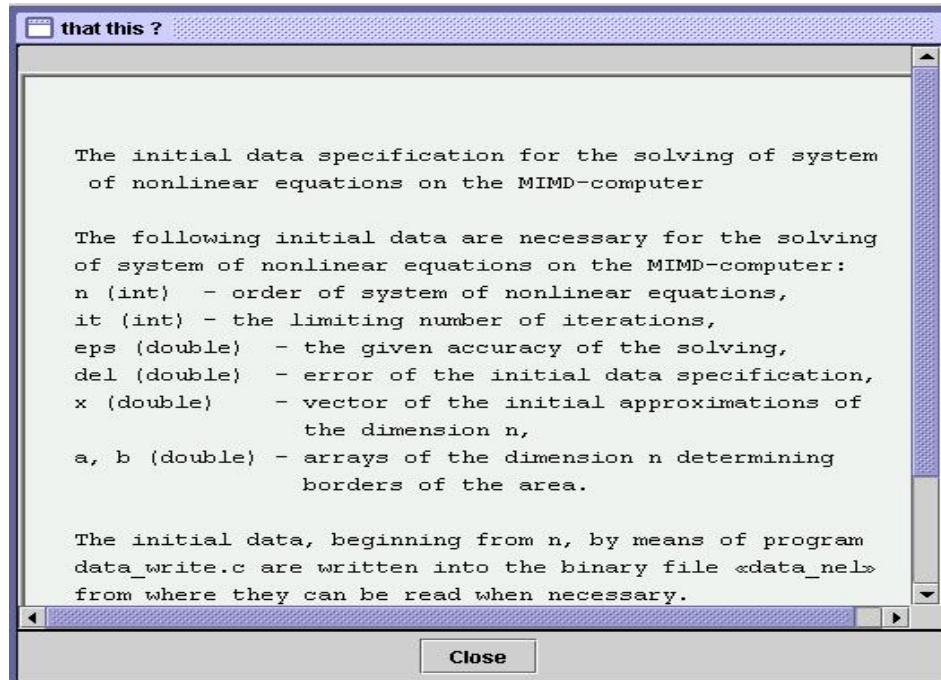 that this ?
The initial data specification for the solving of system
of nonlinear equations on the MIMD-computer
The following initial data are necessary for the solving
of system of nonlinear equations on the MIMD-computer:
n (int) – order of system of nonlinear equations,
it (int) – the limiting number of iterations,
eps (double) – the given accuracy of the solving,
del (double) – error of the initial data specification,
x (double) – vector of the initial approximations of
the dimension n,
a, b (double) – arrays of the dimension n determining
borders of the area.
The initial data, beginning from n, by means of program
data_write.c are written into the binary file «data_nel»
from where they can be read when necessary.
Close